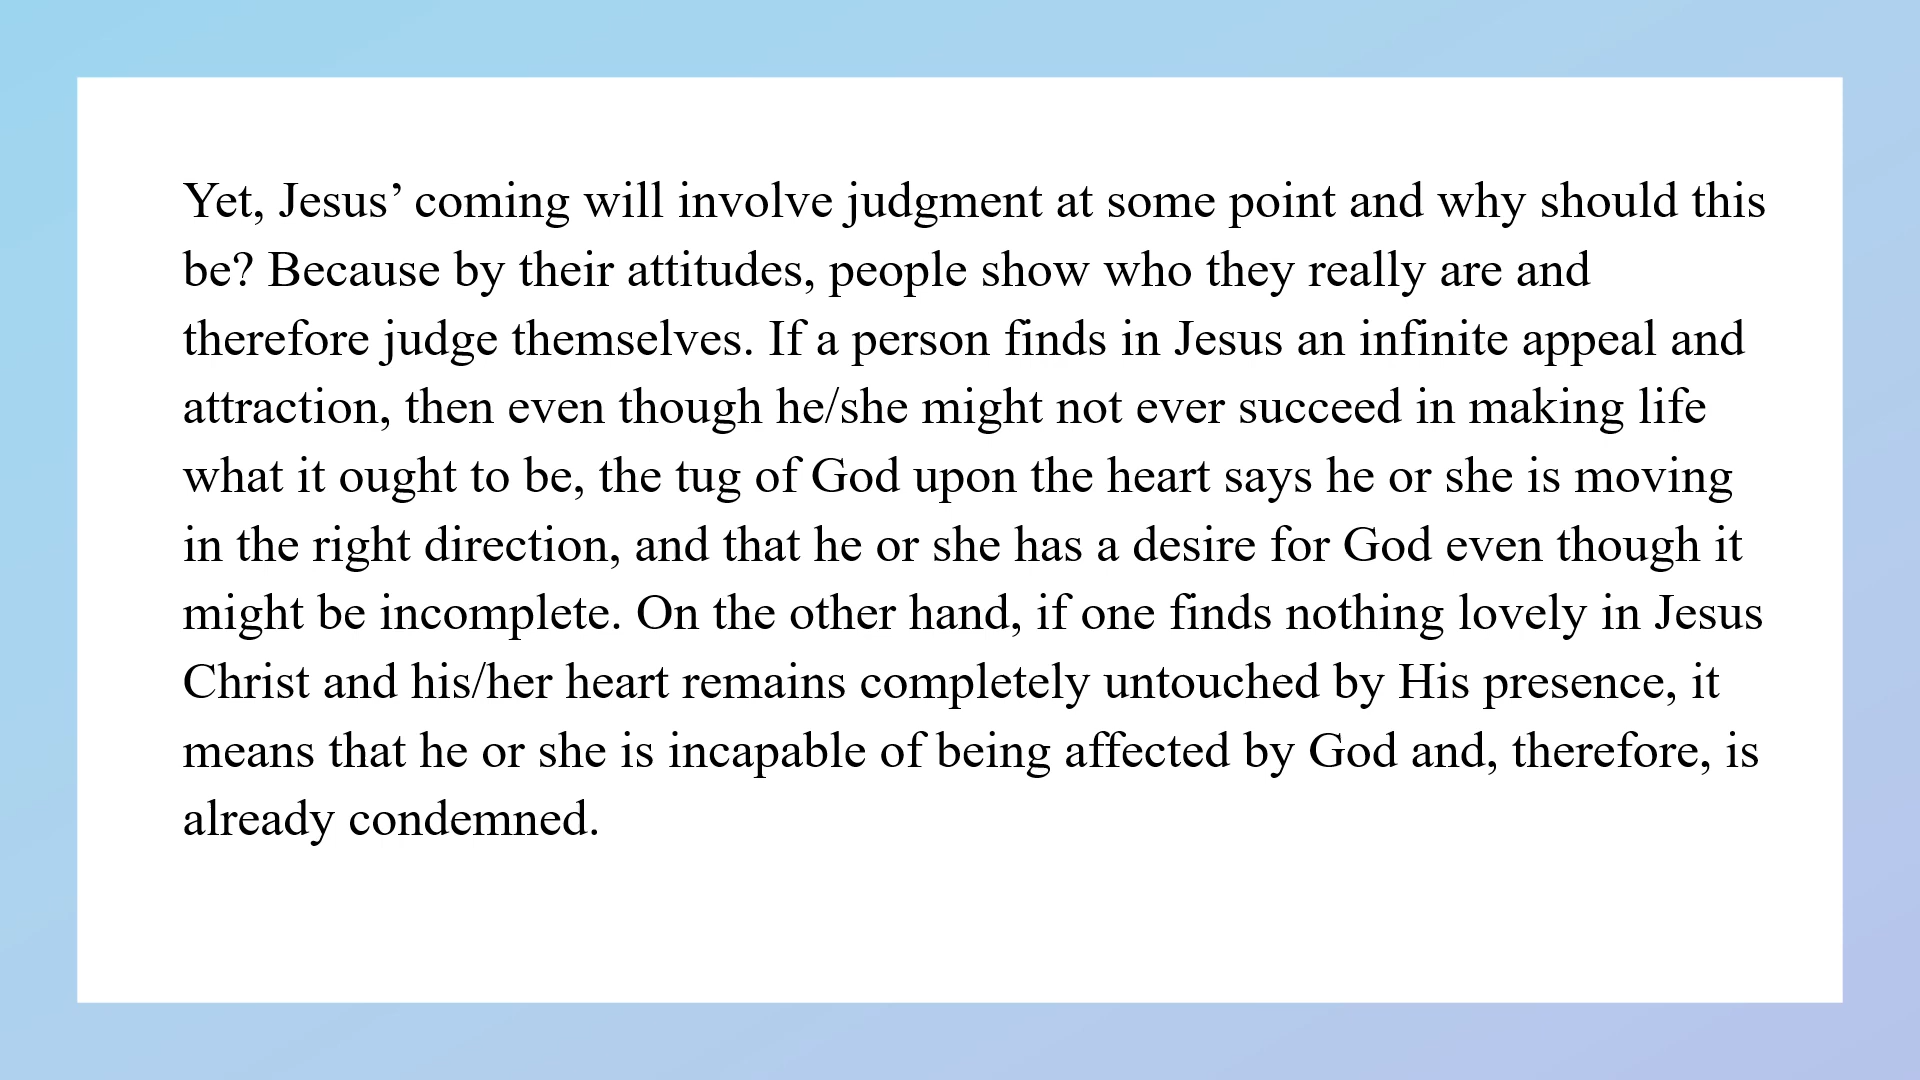 Yet, Jesus’ coming will involve judgment at some point and why should this
be? Because by their attitudes, people show who they really are and
therefore judge themselves. If a person finds in Jesus an infinite appeal and
attraction, then even though he/she might not ever succeed in making life
what it ought to be, the tug of God upon the heart says he or she is moving
in the right direction, and that he or she has a desire for God even though it
might be incomplete. On the other hand, if one finds nothing lovely in Jesus
Christ and his/her heart remains completely untouched by His presence, it
means that he or she is incapable of being affected by God and, therefore, is
already condemned.